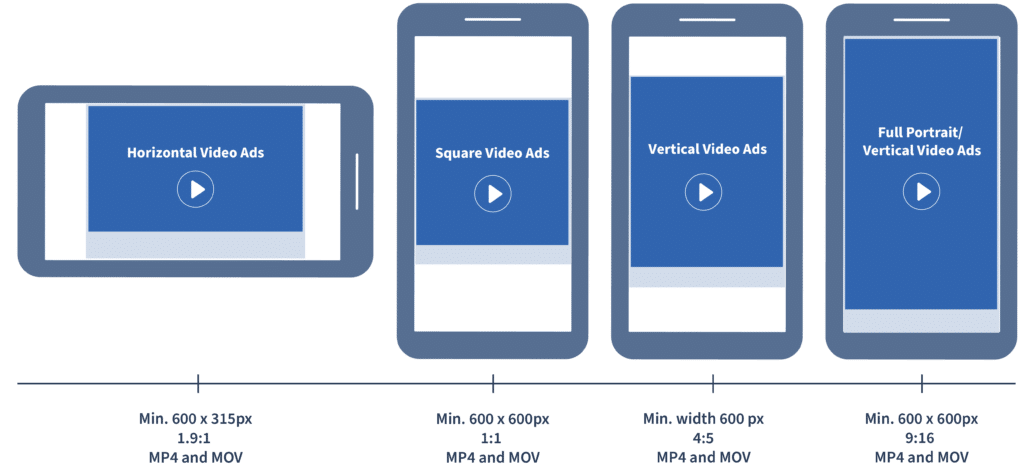 Horizontal Video Ads
Square Video Ads
Vertical Video Ads
Full Portrait/
Vertical Video Ads
Min. 600 x 315px
1.9:1
MP4 and MOV
Min. 600 x 600px
1:1
MP4 and MOV
Min. width 600 px
4:5
MP4 and MOV
Min. 600 x 600px
9:16
MP4 and MOV